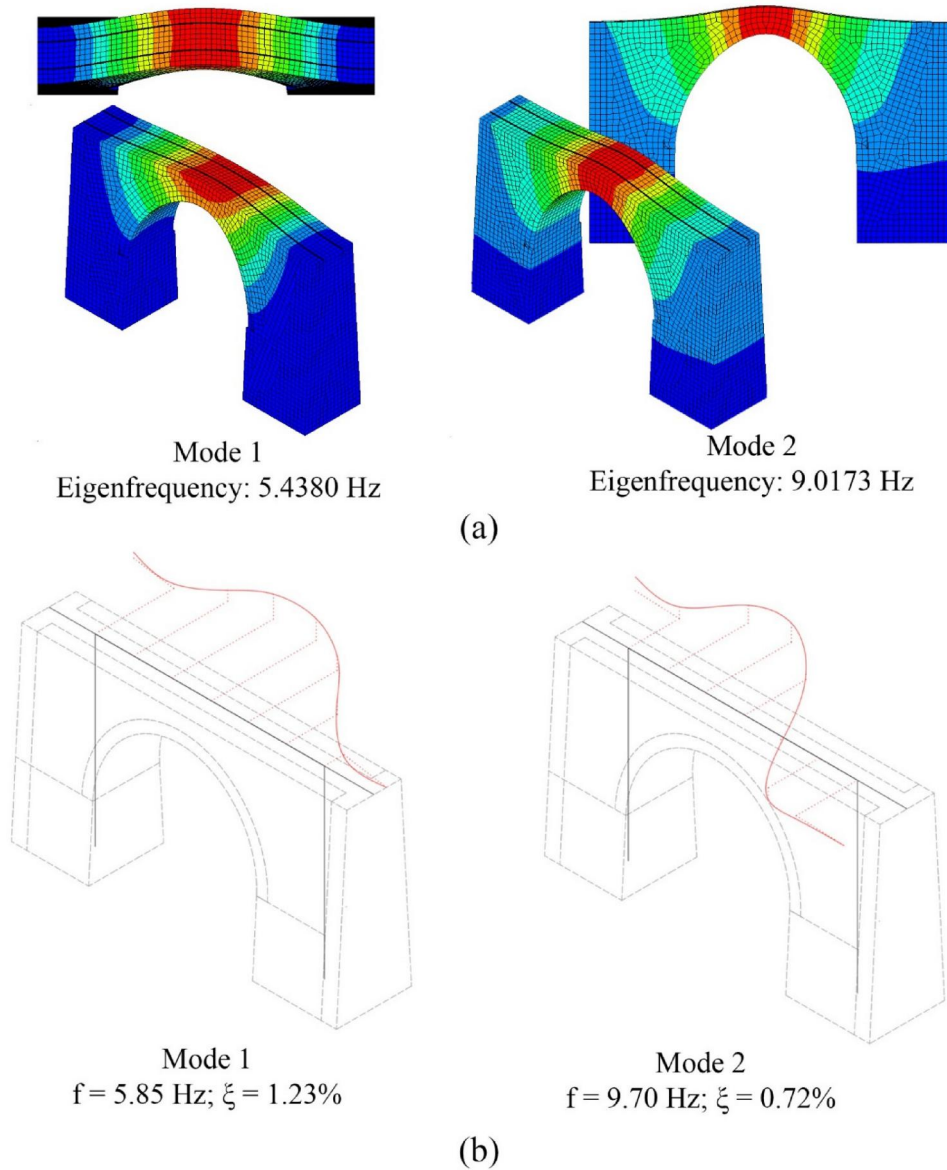 Mode 1
Eigenfrequency: 5.4380 Hz
Mode 2
Eigenfrequency: 9.0173 Hz
(a)
Mode 1
f = 5.85 Hz; ξ = 1.23%
Mode 2
f = 9.70 Hz; ξ = 0.72%
(b)